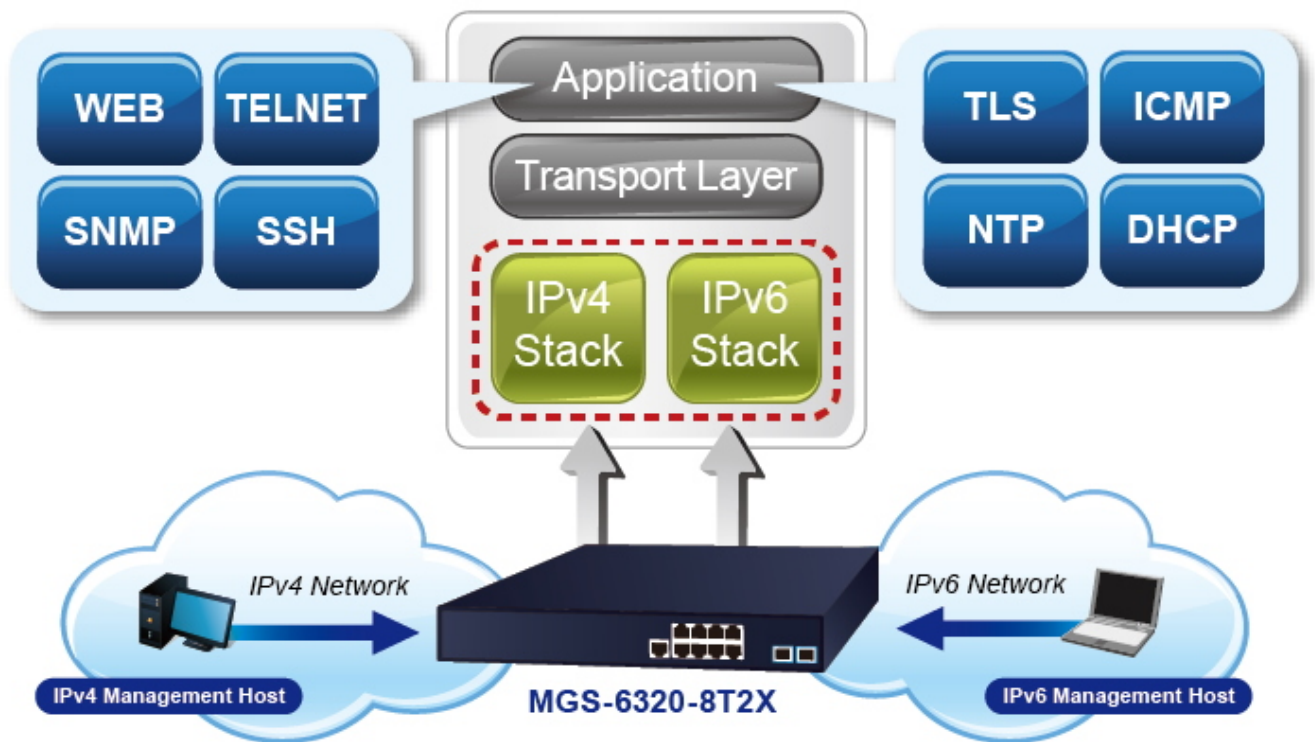 Application
WEB
TELNET
TLS
ICMP
Transport Layer
SNMP
SSH
NTP
DHCP
IPv4
Stack
IPv6
Stack
IPv4 Network
IPv6 Network
IPv4 Management Host
MGS-6320-8T2X
IPv6 Management Host